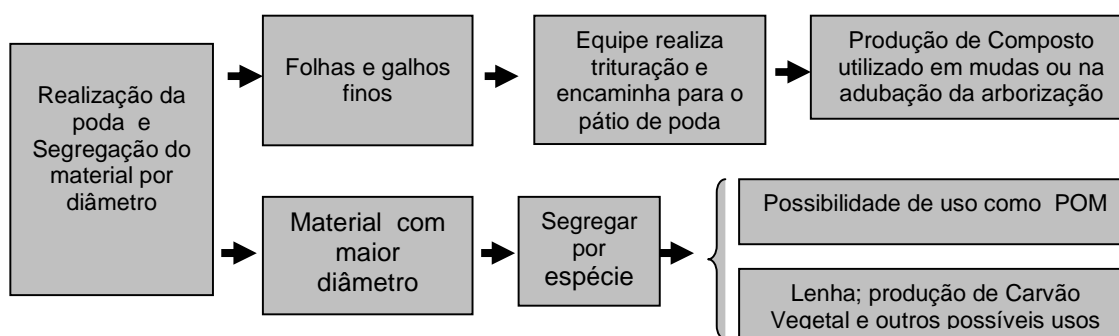 Realização da
poda e
Segregação do
material por
diâmetro
Folhas e galhos
finos
Equipe realiza
trituração e
encaminha para o
pátio de poda
Produção de Composto
utilizado em mudas ou na
adubação da arborização
Material com
maior
diâmetro
Segregar
por
espécie
Possibilidade de uso como POM
Lenha; produção de Carvão
Vegetal e outros possíveis usos